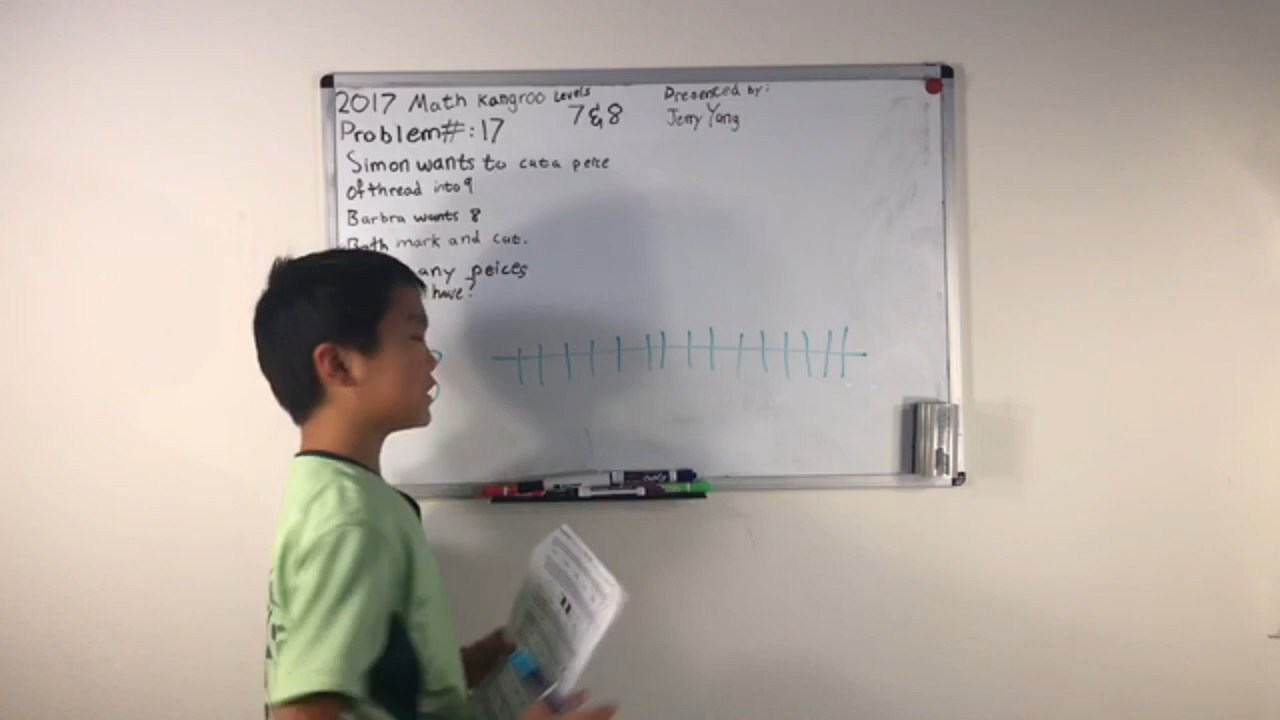 2017 Math Kangroo Levels
7&8
Problem#:17
Presented by:
Jerry Yang
Simon wants to cut a peice
of thread into 9
Barbra wants 8
Both mark and cut.
any peices
have?